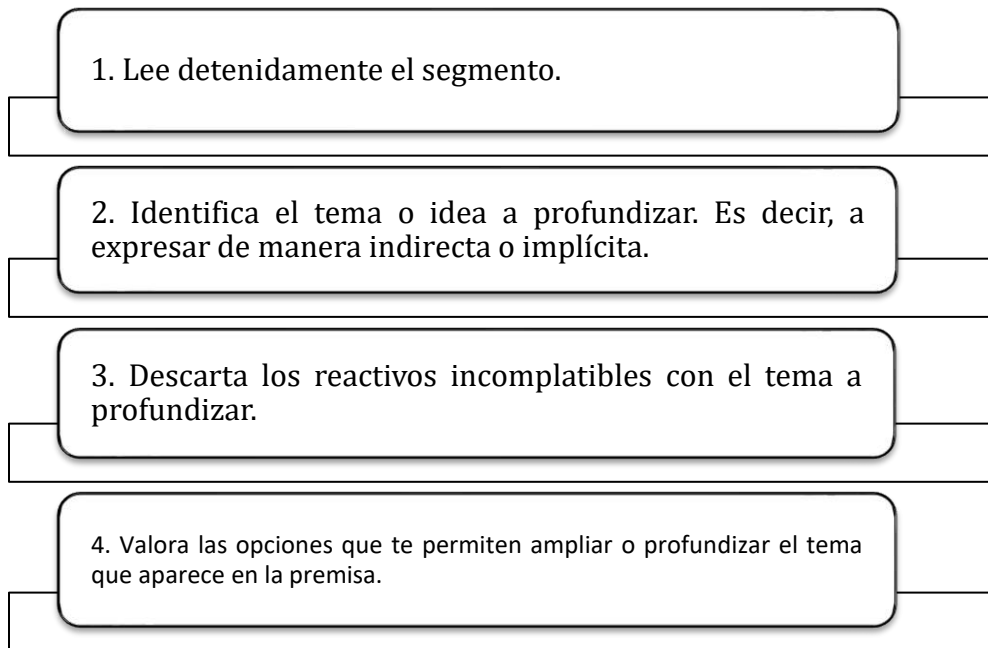 1. Lee detenidamente el segmento.
2. Identifica el tema o idea a profundizar. Es decir, a
expresar de manera indirecta o implícita.
3. Descarta los reactivos incomplatibles con el tema a
profundizar.
4. Valora las opciones que te permiten ampliar o profundizar el tema
que aparece en la premisa.